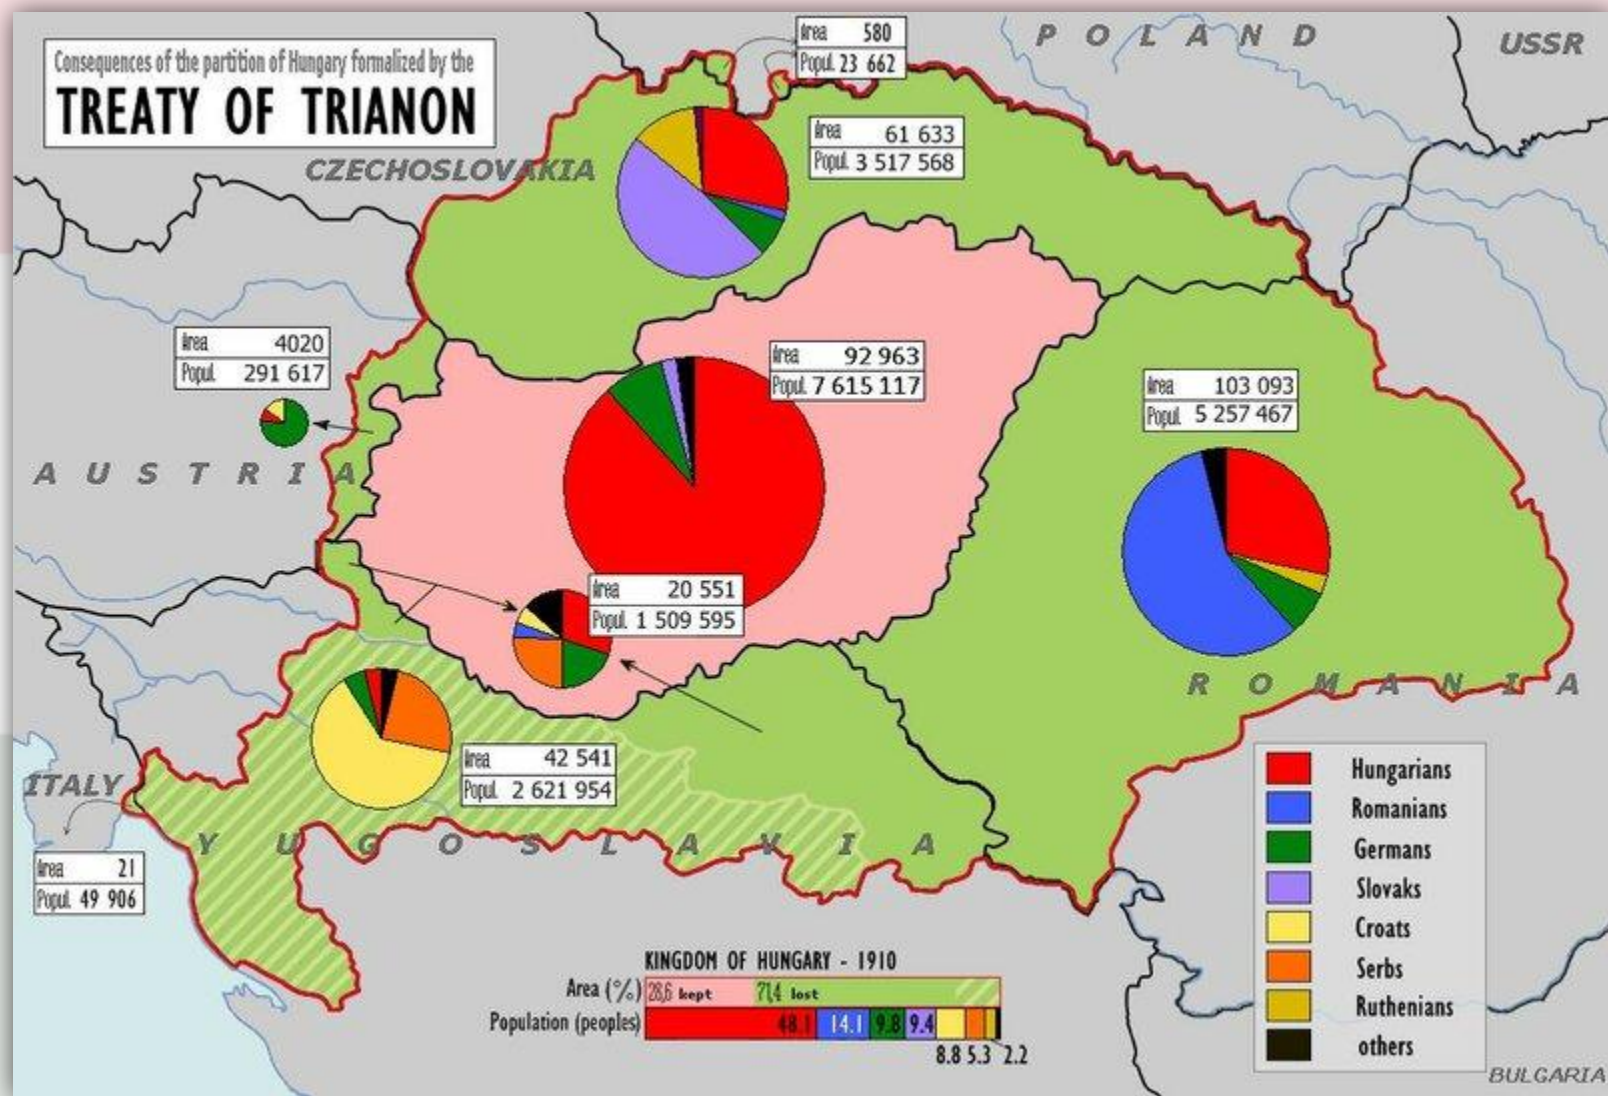 Consequences of the partition of Hungary formalized by the
TREATY OF TRIANON
Area 580
Popul. 23 662
POLAND
USSR
Area 61 633
Popul. 3 517 568
CZECHOSLOVAKIA
Area 4020
Popul. 291 617
Area 92 963
Popul. 7 615 117
Area 103 093
Popul. 5 257 467
AUSTRIA
Area 20 551
Popul. 1 509 595
ROMANIA
Area 42 541
Popul. 2 621 954
ITALY
YUGOSLAVIA
Area 21
Popul. 49 906
Hungarians
Romanians
Germans
Slovaks
Croats
Serbs
Ruthenians
others
KINGDOM OF HUNGARY - 1910
Area (%) 28,6 kept 71,4 lost
Population (peoples) 48.1 14.1 9.8 9.4
8.8 5.3 2.2
BULGARIA